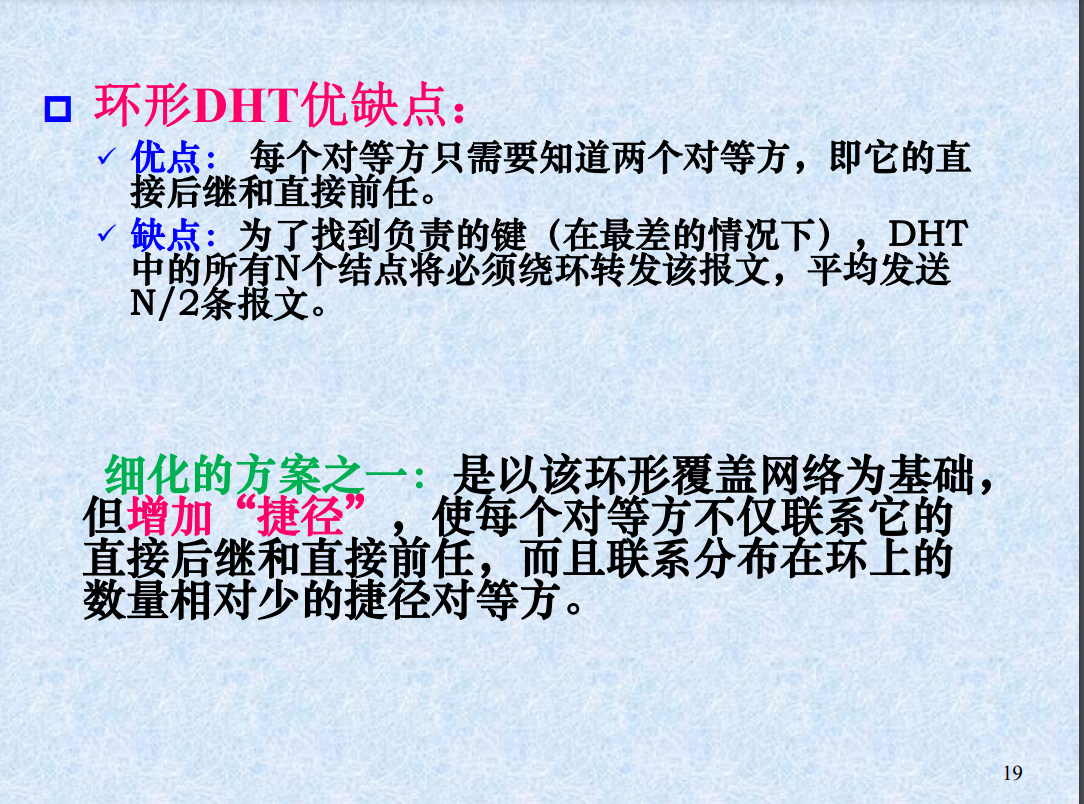 环形DHT优缺点：
优点： 每个对等方只需要知道两个对等方，即它的直
接后继和直接前任。
缺点：为了找到负责的键（在最差的情况下），DHT
中的所有N个结点将必须绕环转发该报文，平均发送
N/2条报文。
细化的方案之一：是以该环形覆盖网络为基础，
但增加“捷径”，使每个对等方不仅联系它的
直接后继和直接前任，而且联系分布在环上的
数量相对少的捷径对等方。
19